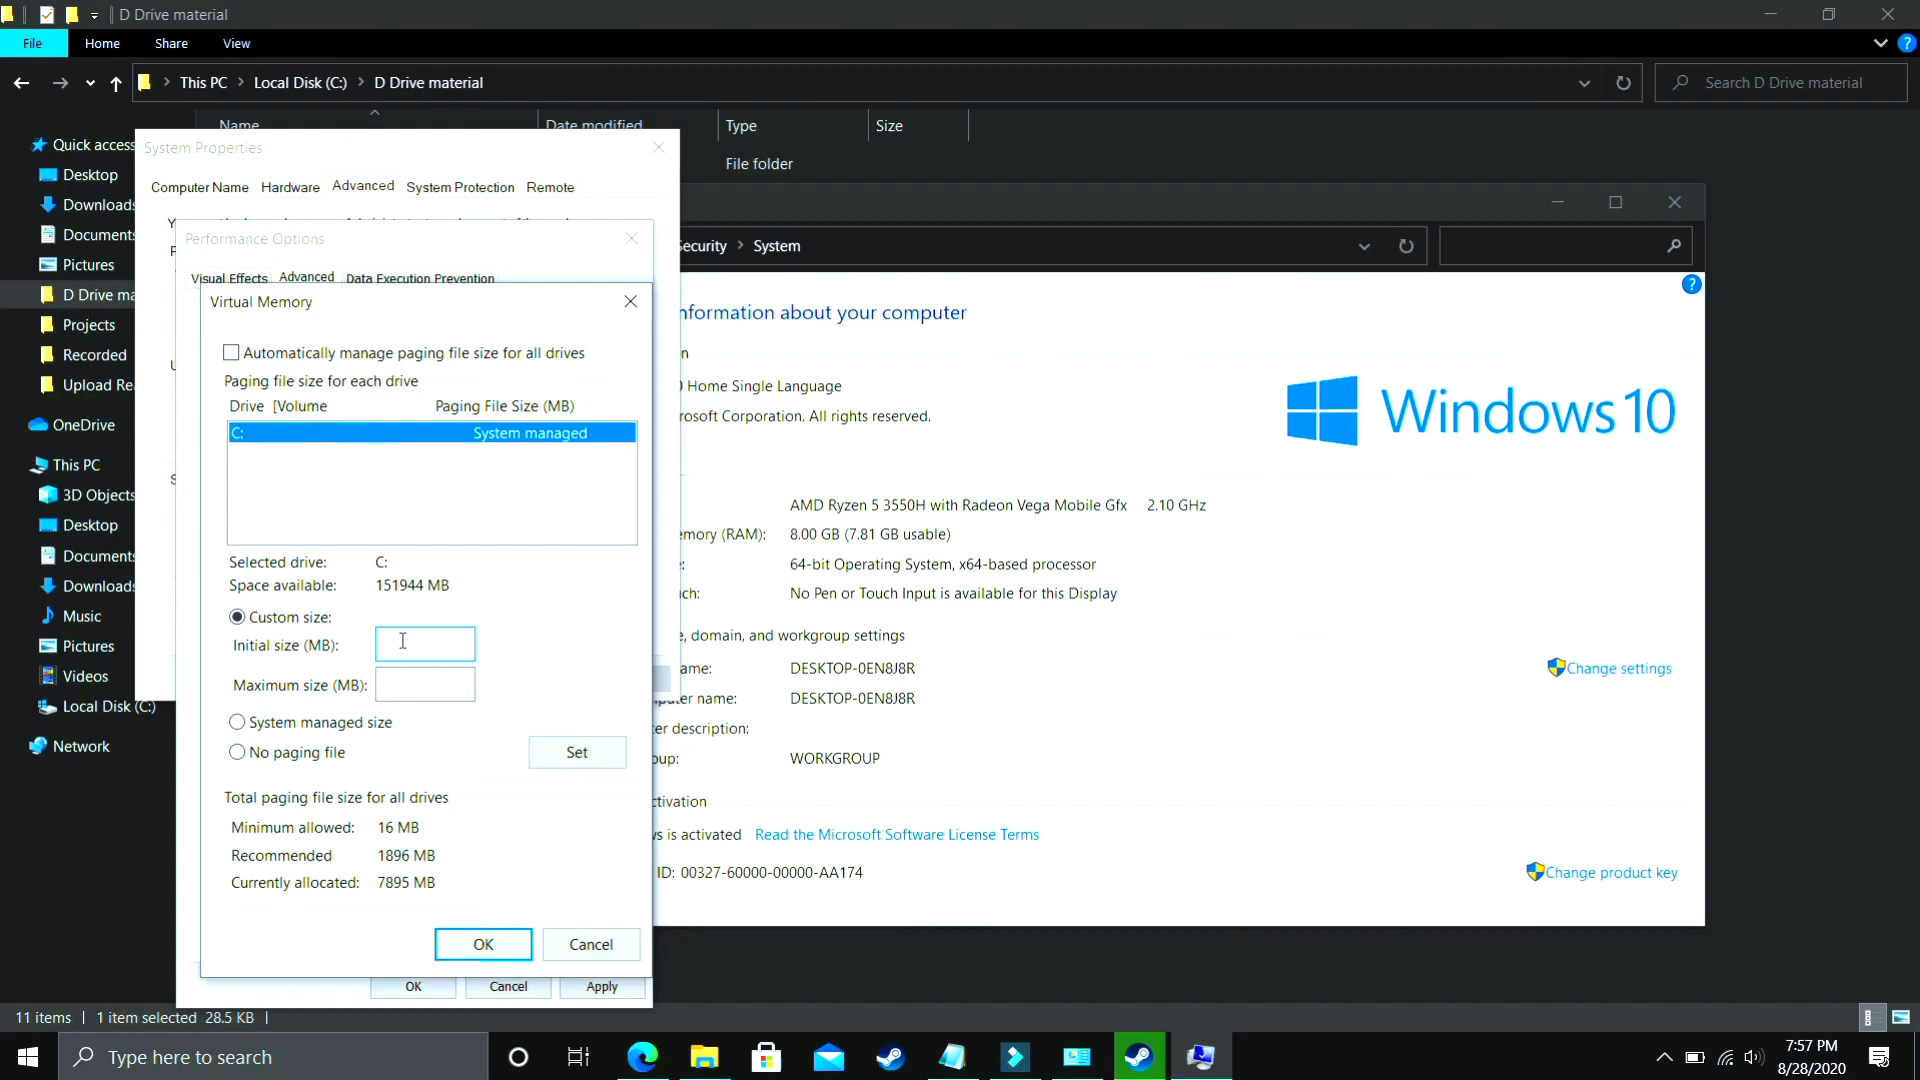 D Drive material
File Home Share View
This PC Local Disk (C:) D Drive material
Search D Drive material
Name Date modified Type Size
File folder
Quick access
Desktop
Downloads
Documents
Pictures
D Drive ma
Projects
Recorded
Upload Re
OneDrive
This PC
3D Objects
Desktop
Documents
Downloads
Music
Pictures
Videos
Local Disk (C:)
Network
System Properties
Computer Name Hardware Advanced System Protection Remote
Performance Options
Visual Effects Advanced Data Execution Prevention
Virtual Memory
Automatically manage paging file size for all drives
Paging file size for each drive
Drive [Volume Paging File Size (MB)
C: System managed
Selected drive: C:
Space available: 151944 MB
Custom size:
Initial size (MB):
Maximum size (MB):
System managed size
No paging file
Set
Total paging file size for all drives
Minimum allowed: 16 MB
Recommended 1896 MB
Currently allocated: 7895 MB
OK Cancel
OK Cancel Apply
ecurity System
nformation about your computer
n
0 Home Single Language
rosoft Corporation. All rights reserved.
Windows 10
AMD Ryzen 5 3550H with Radeon Vega Mobile Gfx 2.10 GHz
emory (RAM): 8.00 GB (7.81 GB usable)
e: 64-bit Operating System, x64-based processor
uch: No Pen or Touch Input is available for this Display
e, domain, and workgroup settings
ame: DESKTOP-0EN8J8R
Change settings
puter name: DESKTOP-0EN8J8R
ter description:
oup: WORKGROUP
ctivation
ws is activated Read the Microsoft Software License Terms
ID: 00327-60000-00000-AA174
Change product key
11 items 1 item selected 28.5 KB
Type here to search
7:57 PM
8/28/2020